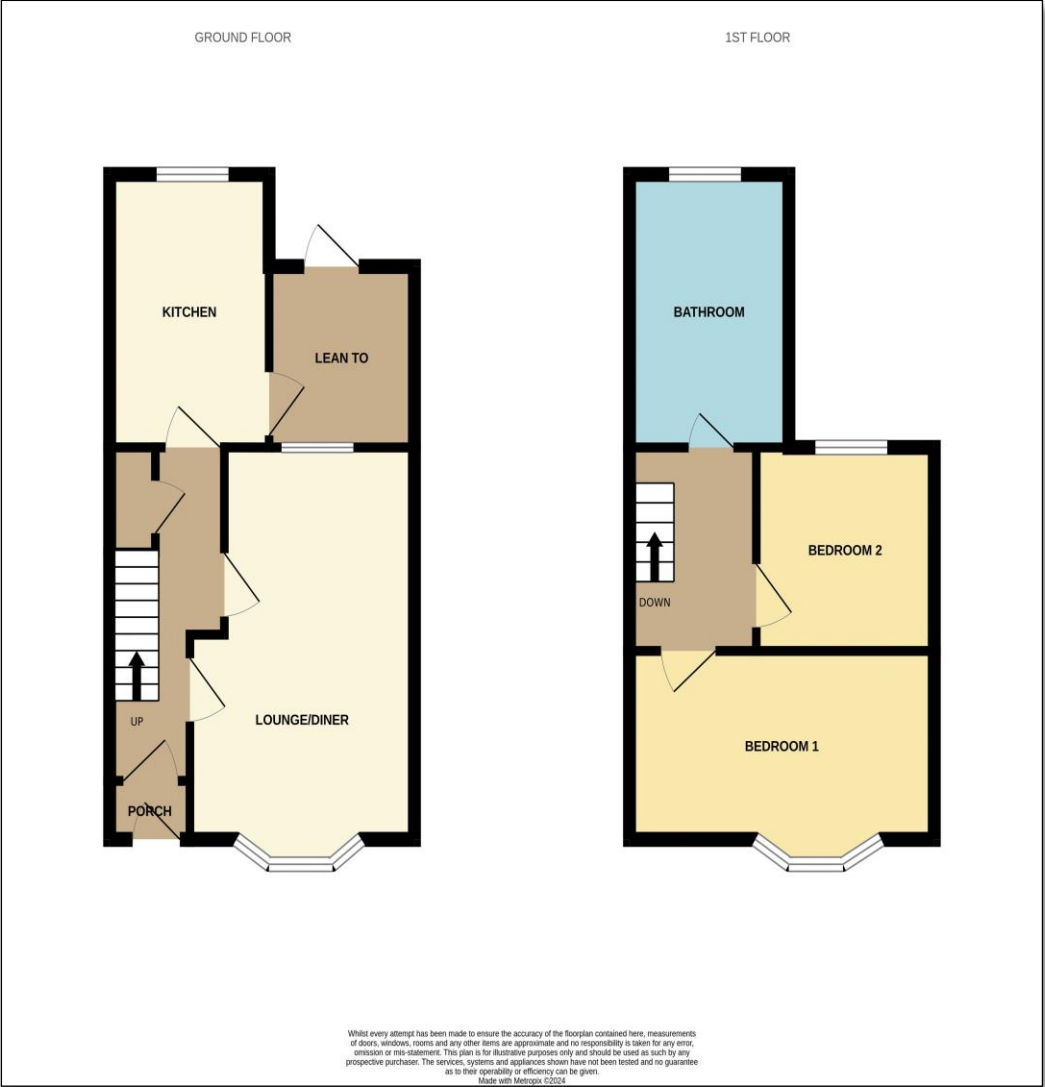 GROUND FLOOR
1ST FLOOR
KITCHEN
LEAN TO
UP
LOUNGE/DINER
PORCH
BATHROOM
BEDROOM 2
DOWN
BEDROOM 1
Whilst every attempt has been made to ensure the accuracy of the floorplan contained here, measurements
of doors, windows, rooms and any other items are approximate and no responsibility is taken for any error,
omission or mis-statement. This plan is for illustrative purposes only and should be used as such by any
prospective purchaser. The services, systems and appliances shown have not been tested and no guarantee
as to their operability or efficiency can be given.
Made with Metropix ©2024